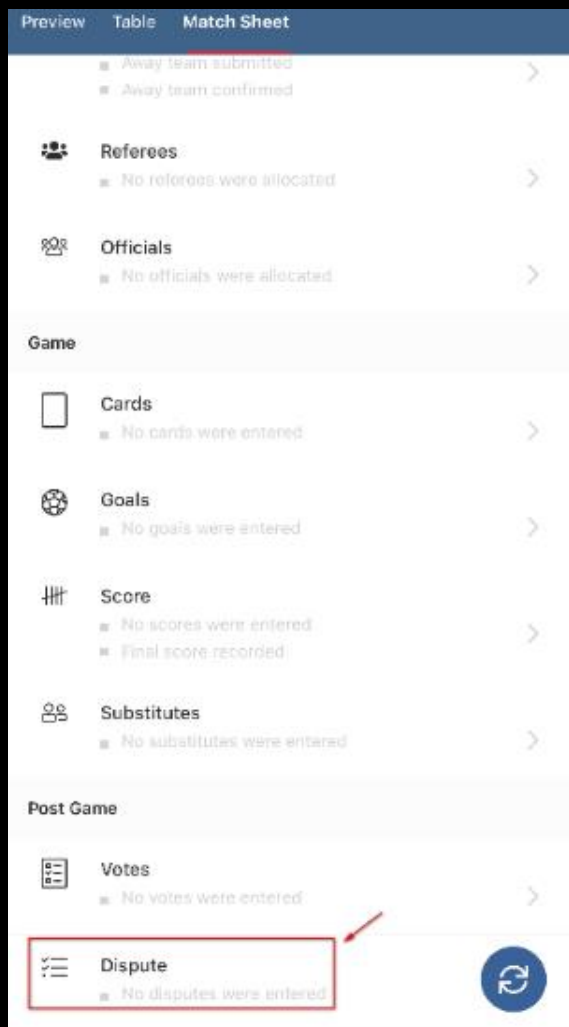 Preview Table Match Sheet
Away team submitted
Away team confirmed
Referees
No referees were allocated
Officials
No officials were allocated
Game
Cards
No cards were entered
Goals
No goals were entered
Score
No scores were entered
Final score recorded
Substitutes
No substitutes were entered
Post Game
Votes
No votes were entered
Dispute
No disputes were entered